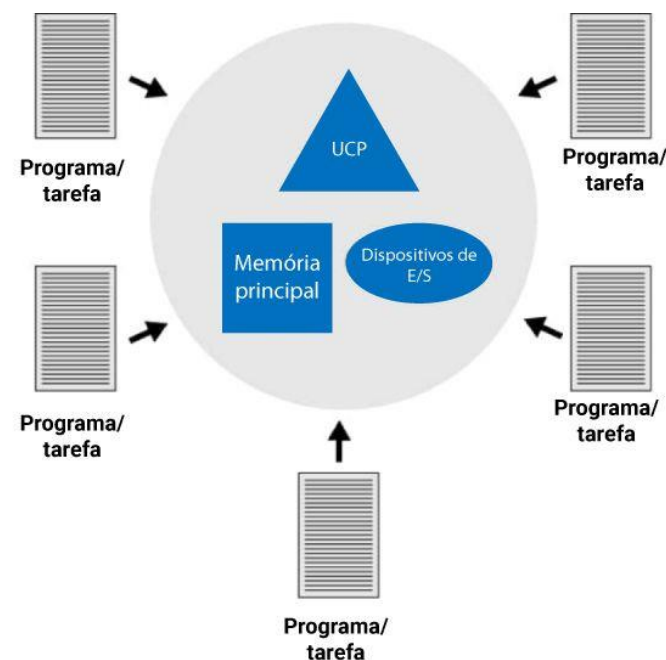 UCP
Programa/
tarefa
Programa/
tarefa
Memória
principal
Dispositivos de
E/S
Programa/
tarefa
Programa/
tarefa
Programa/
tarefa